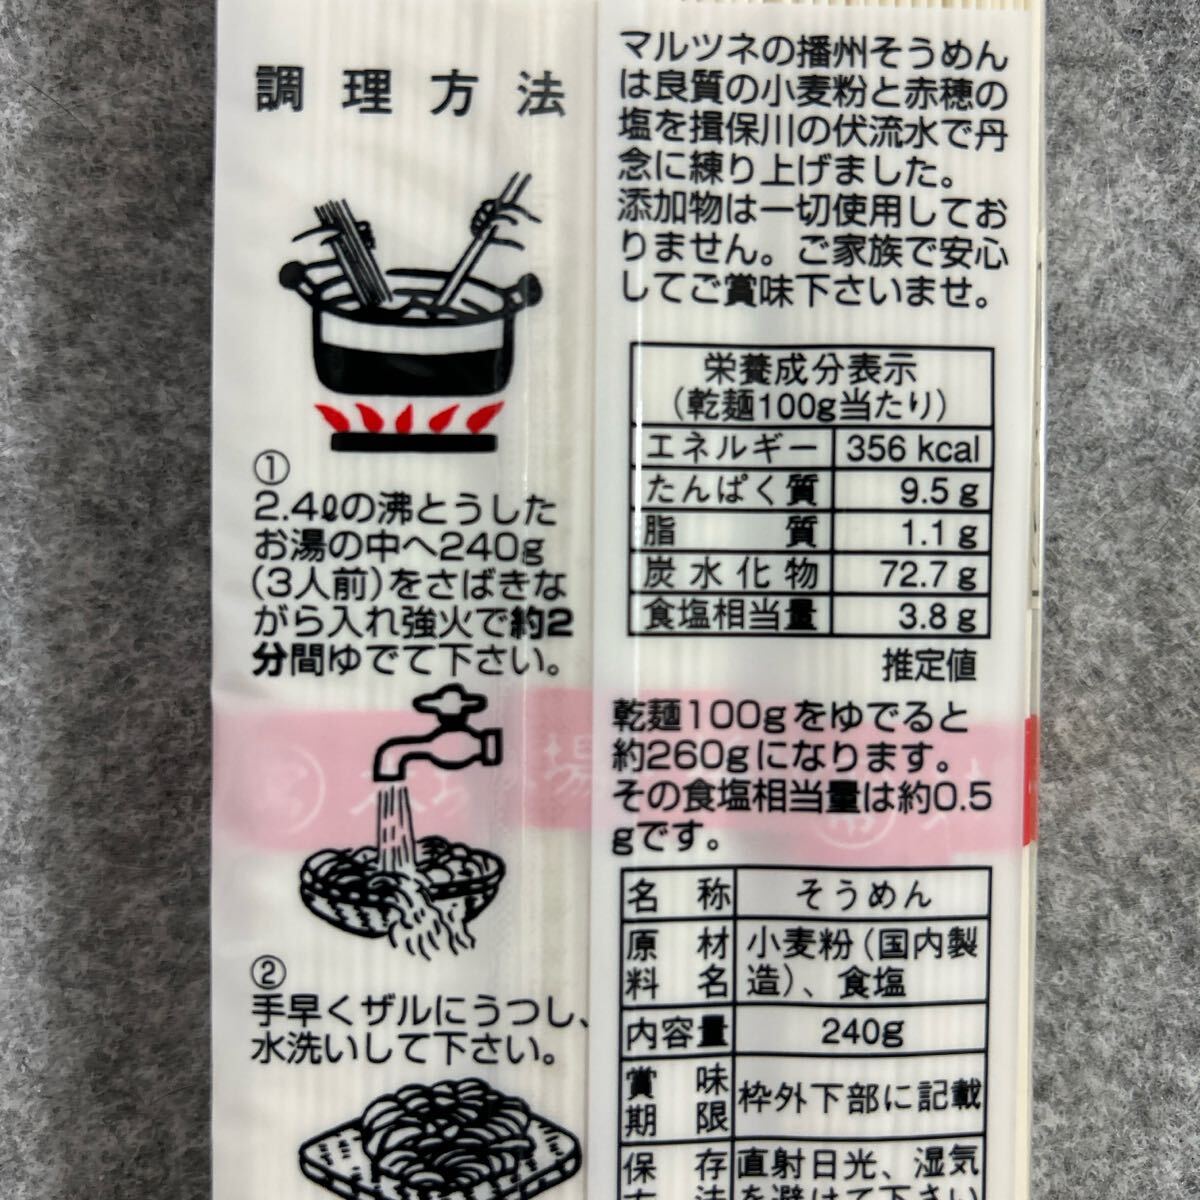 調理方法
①
2.4ℓの沸とうした
お湯の中へ240g
(3人前)をさばきな
がら入れ強火で約2
分間ゆでて下さい。
②
手早くザルにうつし、
水洗いして下さい。
マルツネの播州そうめん
は良質の小麦粉と赤穂の
塩を揖保川の伏流水で丹
念に練り上げました。
添加物は一切使用してお
りません。ご家族で安心
してご賞味下さいませ。
栄養成分表示
(乾麺100g当たり)
エネルギー 356 kcal
たんぱく質 9.5 g
脂質 1.1 g
炭水化物 72.7 g
食塩相当量 3.8 g
推定値
乾麺100gをゆでると
約260gになります。
その食塩相当量は約0.5
gです。
名称 そうめん
原材料名 小麦粉(国内製
造)、食塩
内容量 240g
賞味期限 枠外下部に記載
保存方法 直射日光、湿気
を避けて下さい